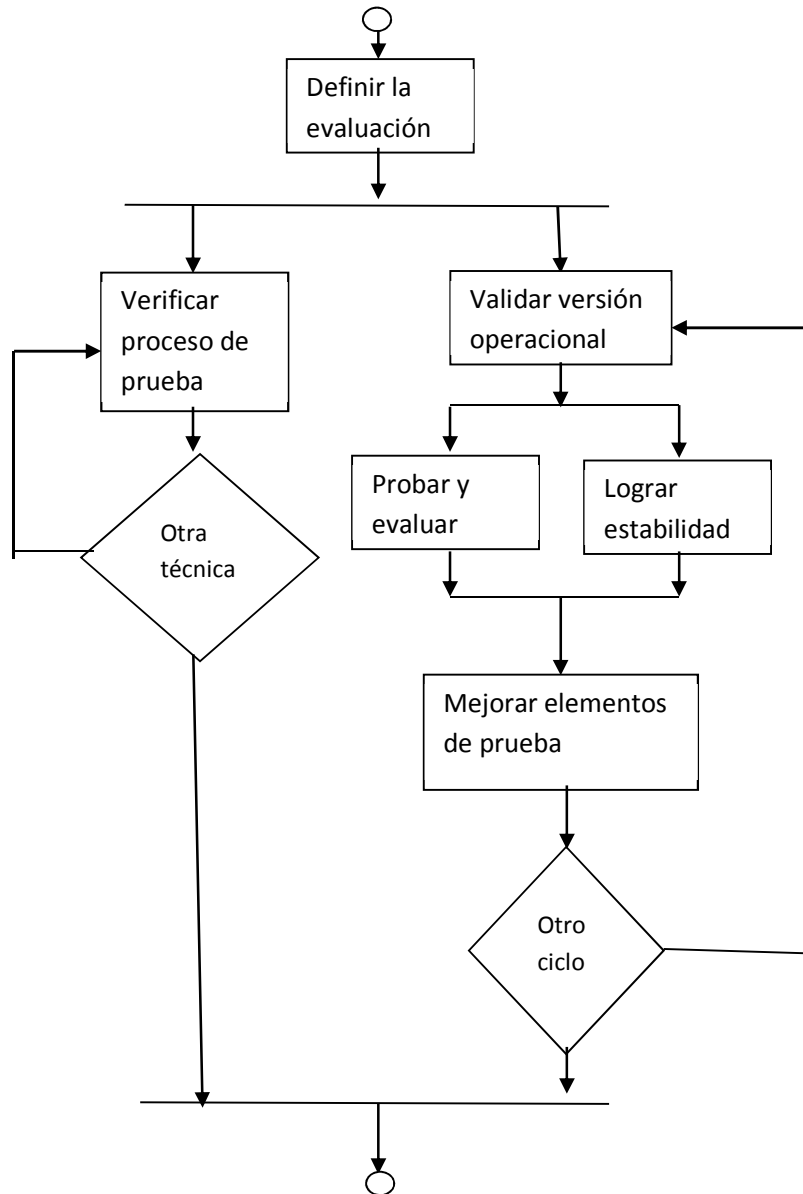 Definir la
evaluación
Verificar
proceso de
prueba
Validar versión
operacional
Otra
técnica
Probar y
evaluar
Lograr
estabilidad
Mejorar elementos
de prueba
Otro
ciclo